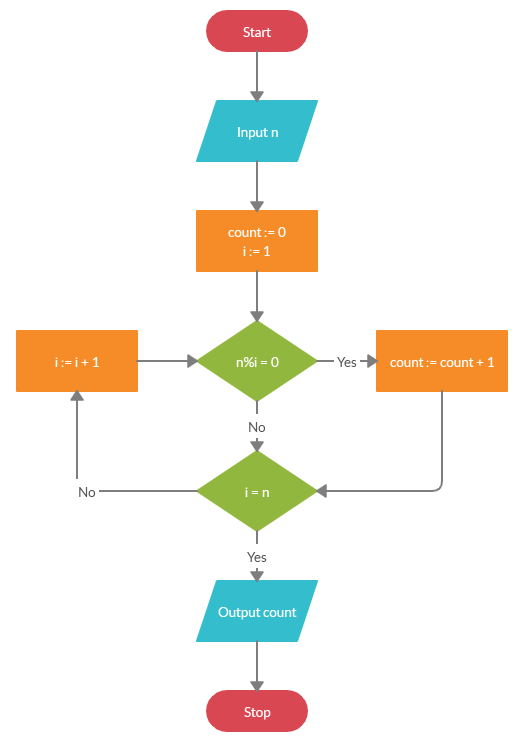 Start
Input n
count := 0
i := 1
i := i + 1
n%i = 0
Yes
count := count + 1
No
No
i = n
Yes
Output count
Stop